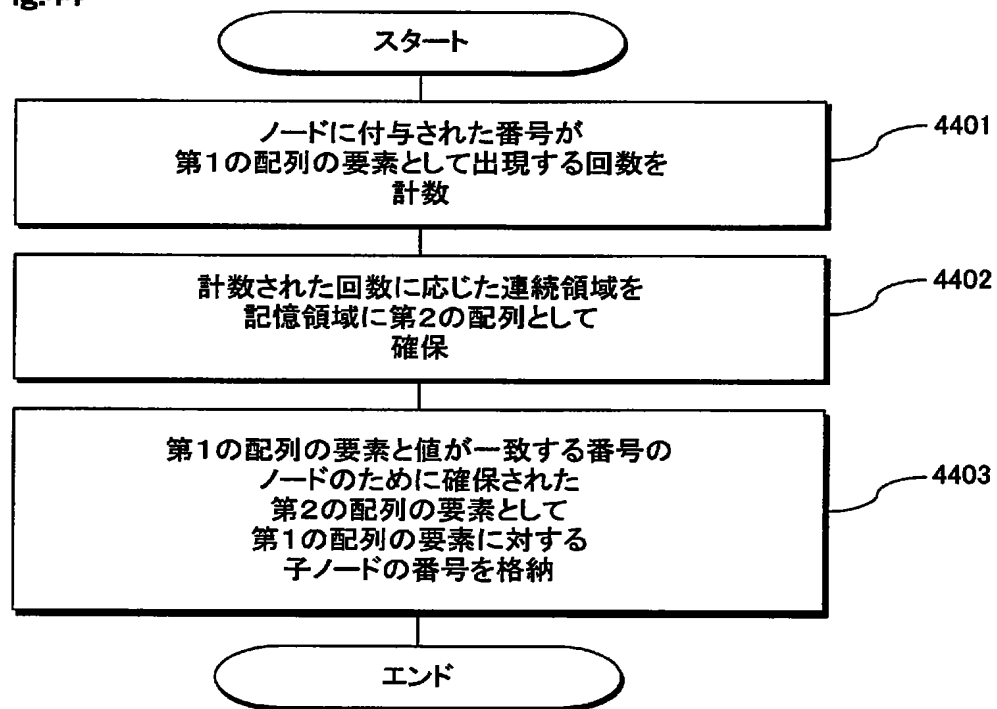 スタート
ノードに付与された番号が
第1の配列の要素として出現する回数を
計数
4401
計数された回数に応じた連続領域を
記憶領域に第2の配列として
確保
4402
第1の配列の要素と値が一致する番号の
ノードのために確保された
第2の配列の要素として
第1の配列の要素に対する
子ノードの番号を格納
4403
エンド